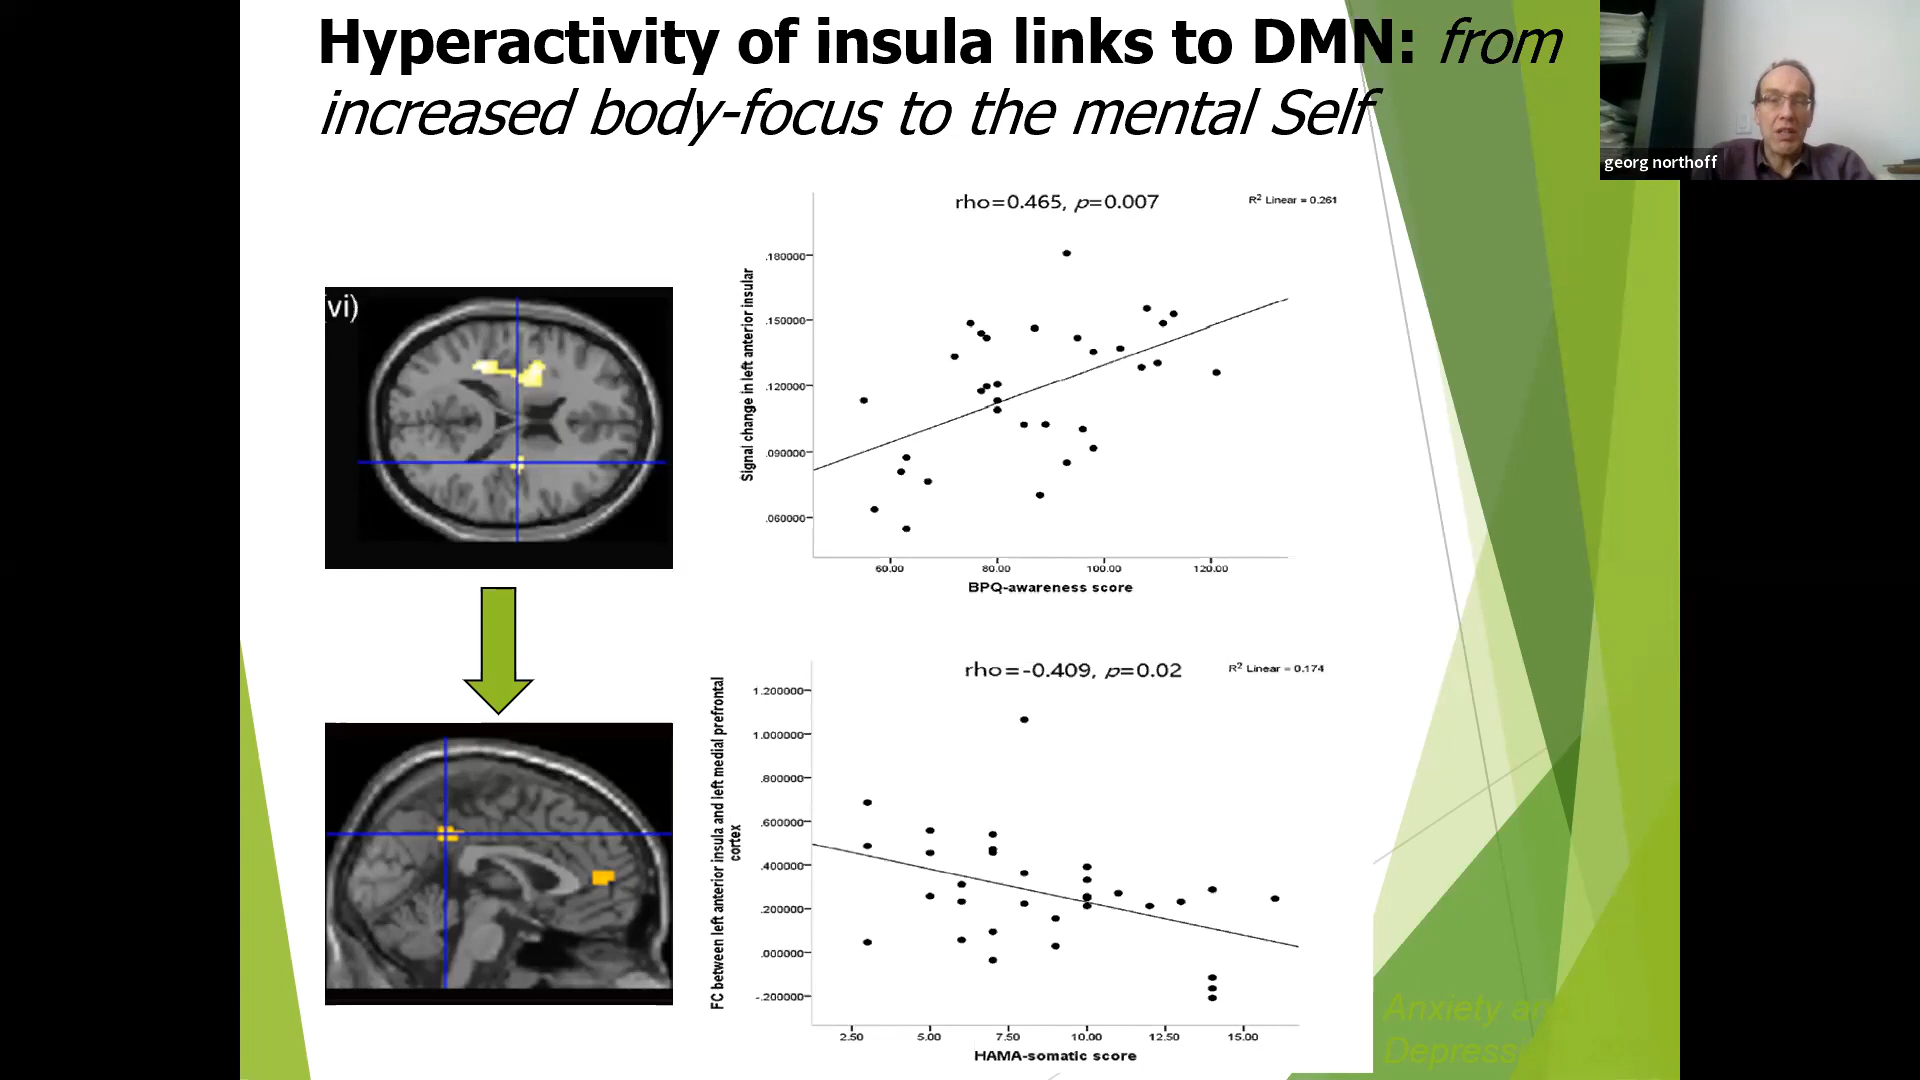 Hyperactivity of insula links to DMN: from
increased body-focus to the mental Self
georg northoff
vi)
rho=0.465, p=0.007
R² Linear = 0.261
Signal change in left anterior insular
.180000
.150000
.120000
.090000
.060000
60.00 80.00 100.00 120.00
BPQ-awareness score
rho=-0.409, p=0.02
R² Linear = 0.174
FC between left anterior insula and left medial prefrontal
cortex
1.200000
1.000000
.800000
.600000
.400000
.200000
.000000
-.200000
2.50 5.00 7.50 10.00 12.50 15.00
HAMA-somatic score
Anxiety